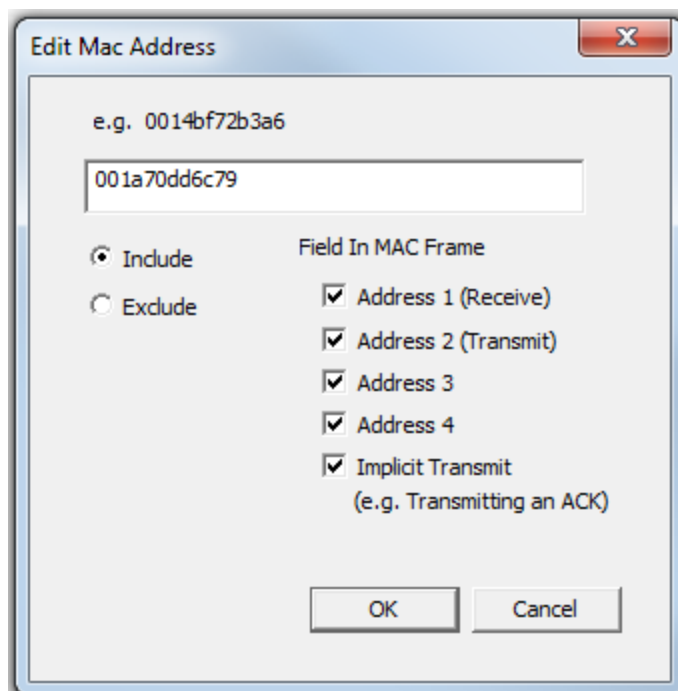 Edit Mac Address
e.g. 0014bf72b3a6
001a70dd6c79
Include
Exclude
Field In MAC Frame
Address 1 (Receive)
Address 2 (Transmit)
Address 3
Address 4
Implicit Transmit
(e.g. Transmitting an ACK)
OK
Cancel